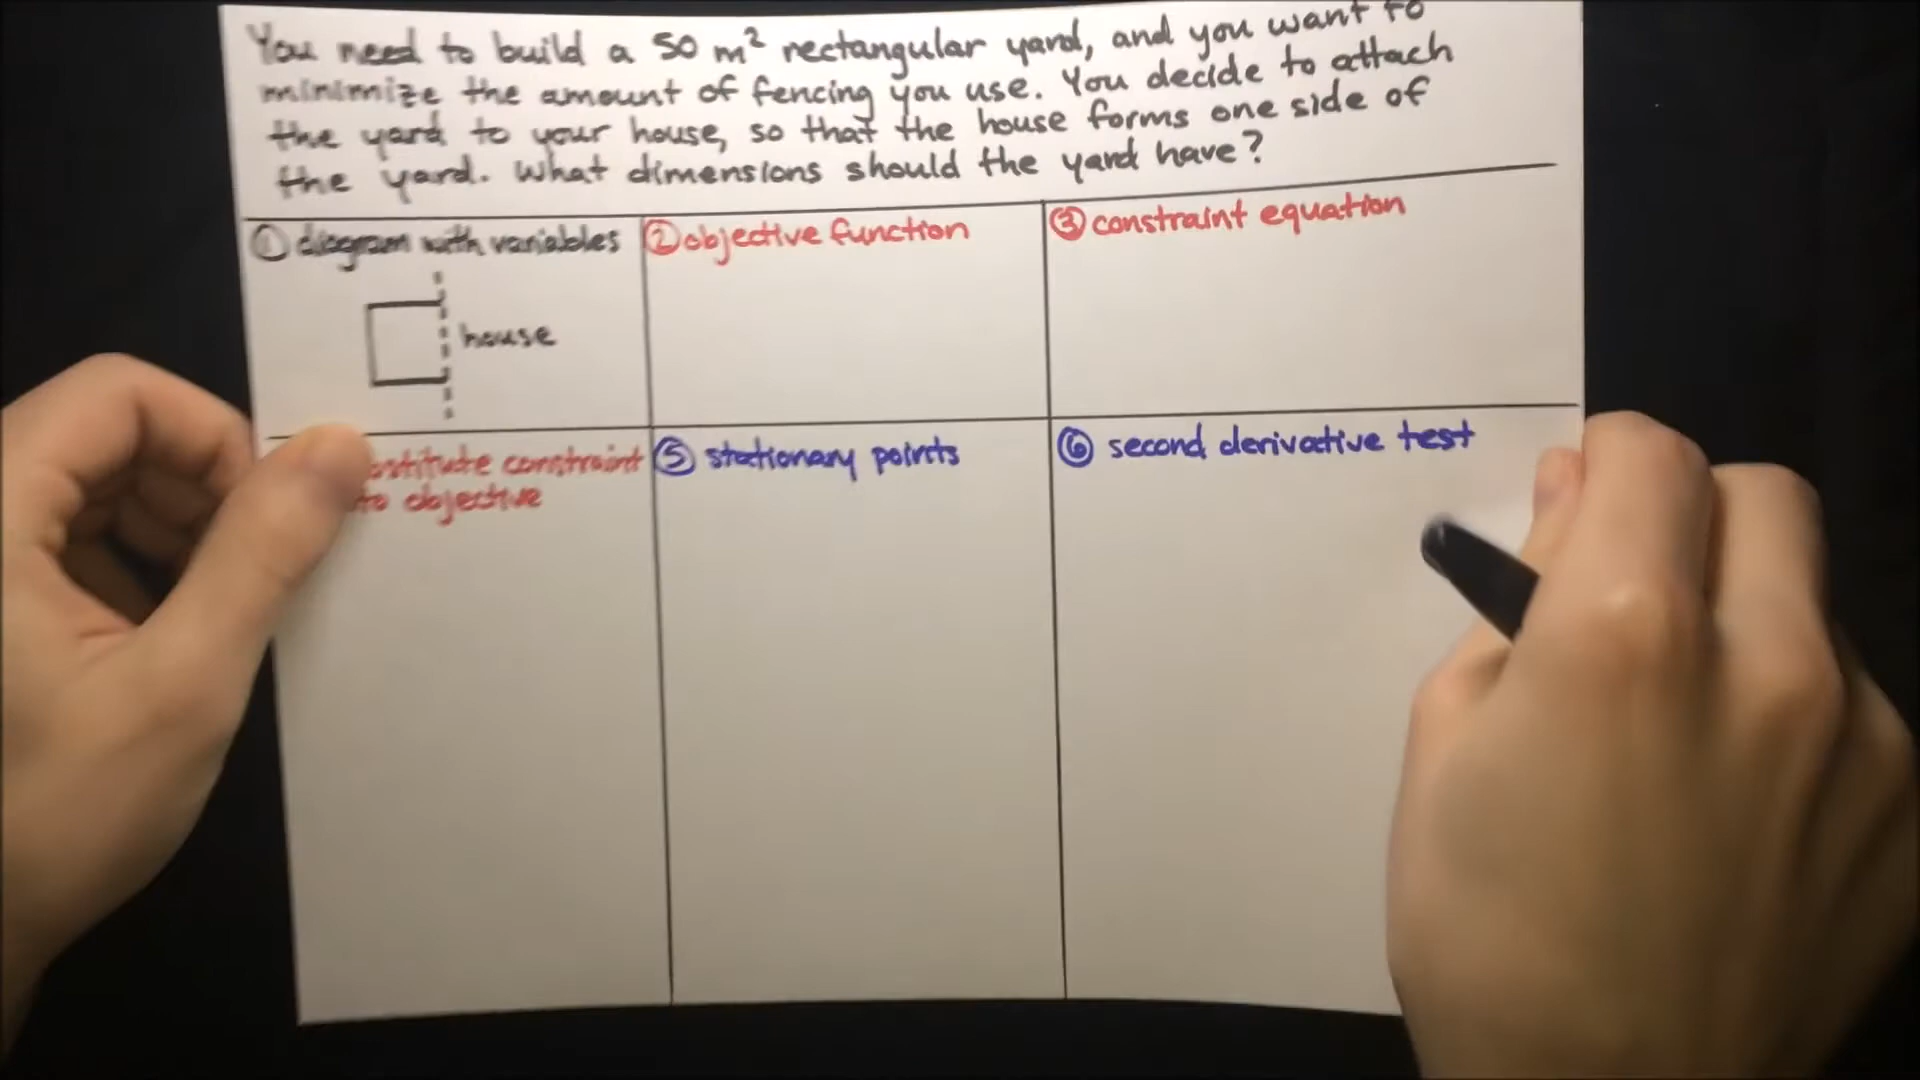 You need to build a 50 m² rectangular yard, and you want to
minimize the amount of fencing you use. You decide to attach
the yard to your house, so that the house forms one side of
the yard. What dimensions should the yard have?
① diagram with variables
house
② objective function
③ constraint equation
constraint
to objective
⑤ stationary points
⑥ second derivative test